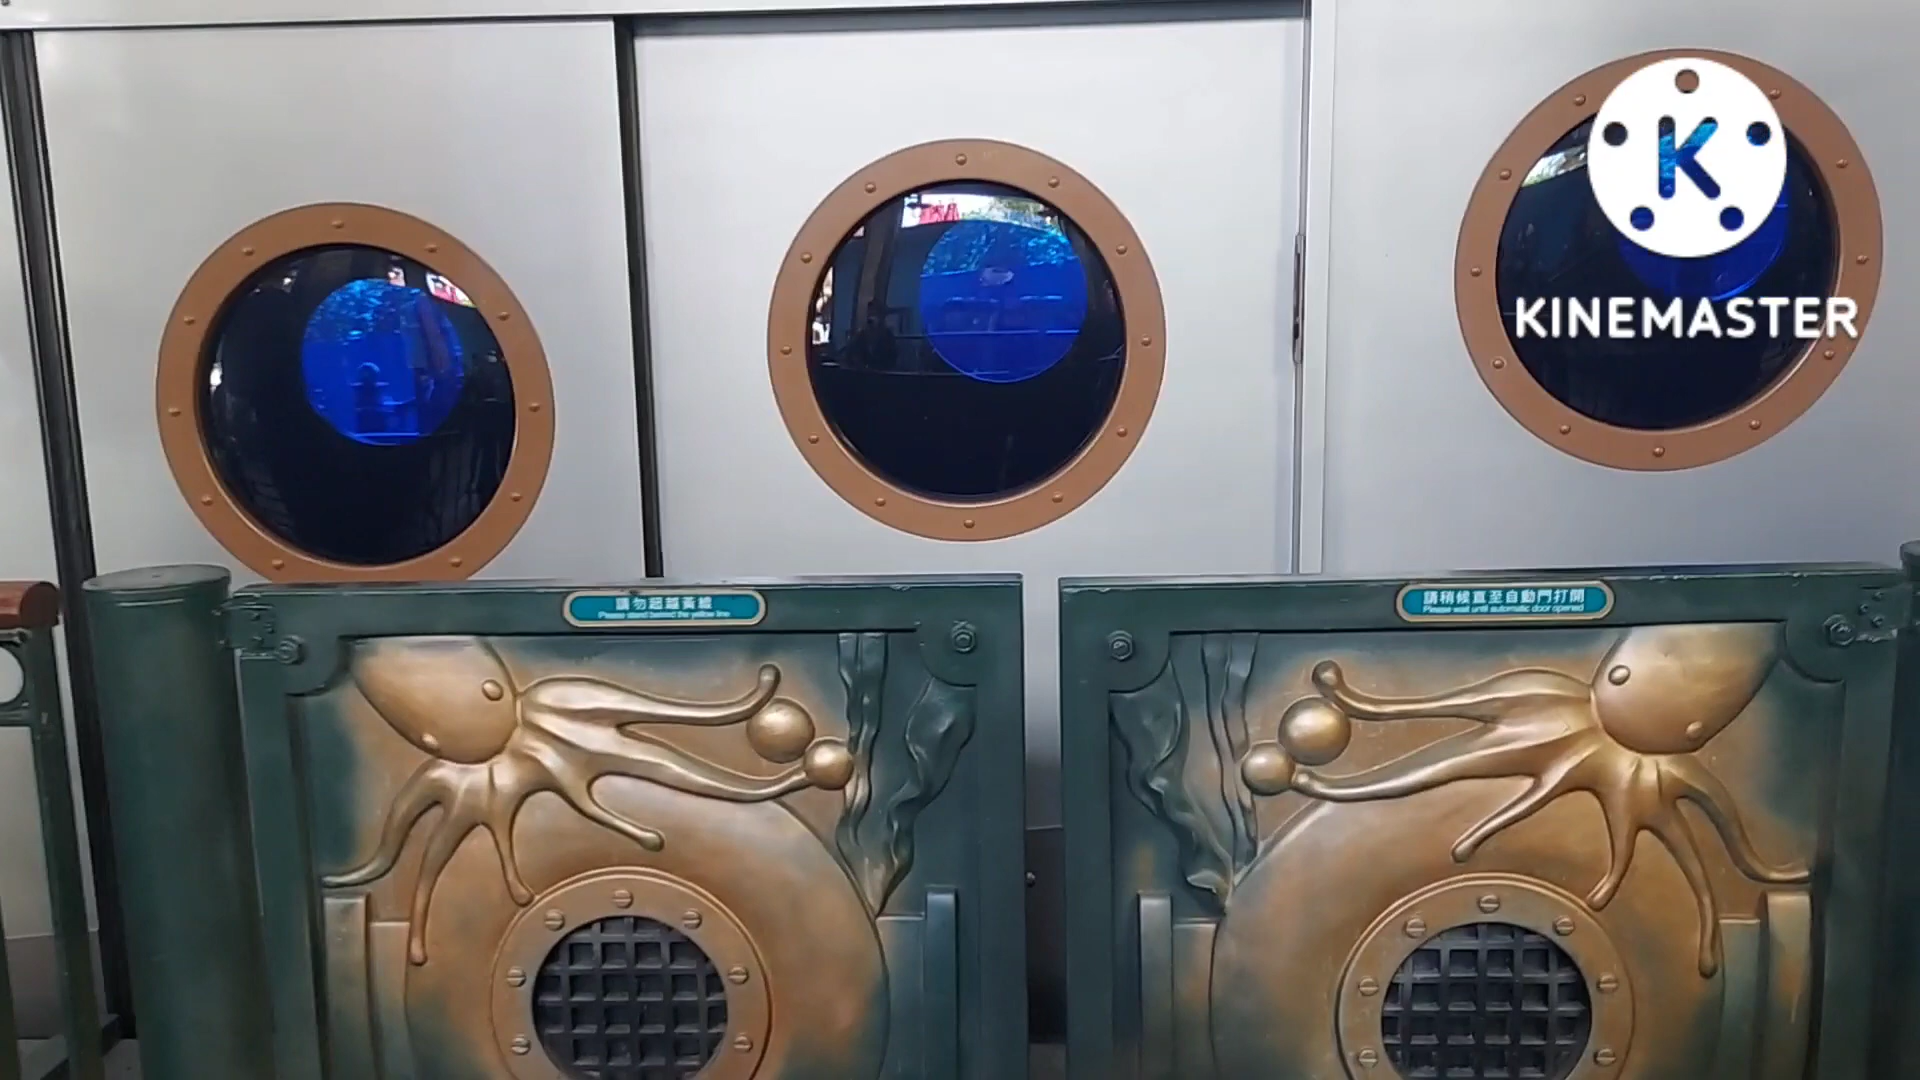 K
KINEMASTER
請勿超越黃線
Please stand behind the yellow line
請稍候直至自動門打開
Please wait until automatic door opened